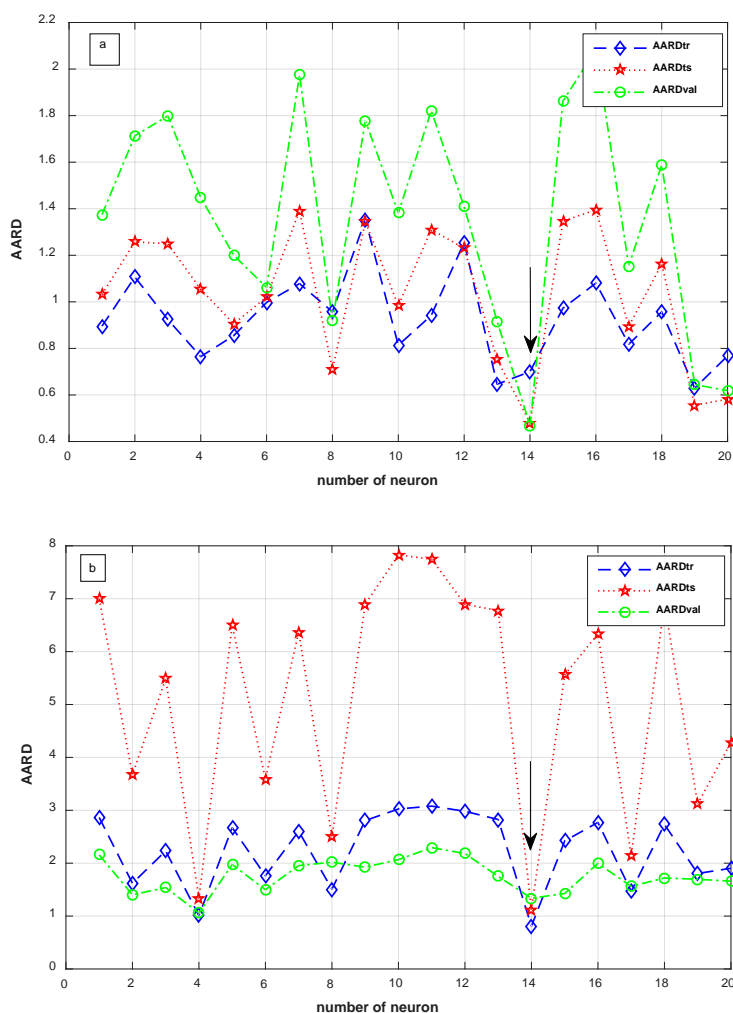 2.2
a
AARDtr
AARDts
AARDval
2
1.8
1.6
1.4
1.2
1
0.8
0.6
0.4
AARD
0 2 4 6 8 10 12 14 16 18 20
number of neuron
8
b
AARDtr
AARDts
AARDval
7
6
5
4
3
2
1
0
AARD
0 2 4 6 8 10 12 14 16 18 20
number of neuron